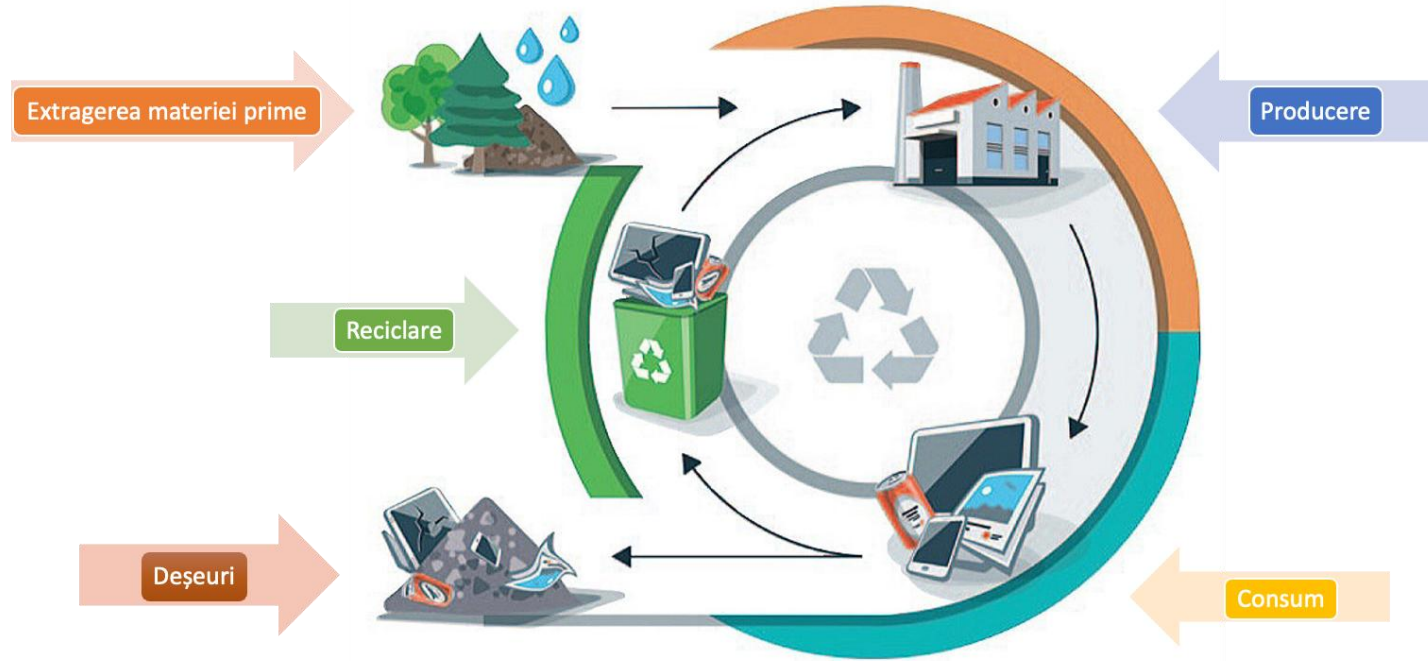 Extragerea materiei prime
Producere
Reciclare
Deșeuri
Consum